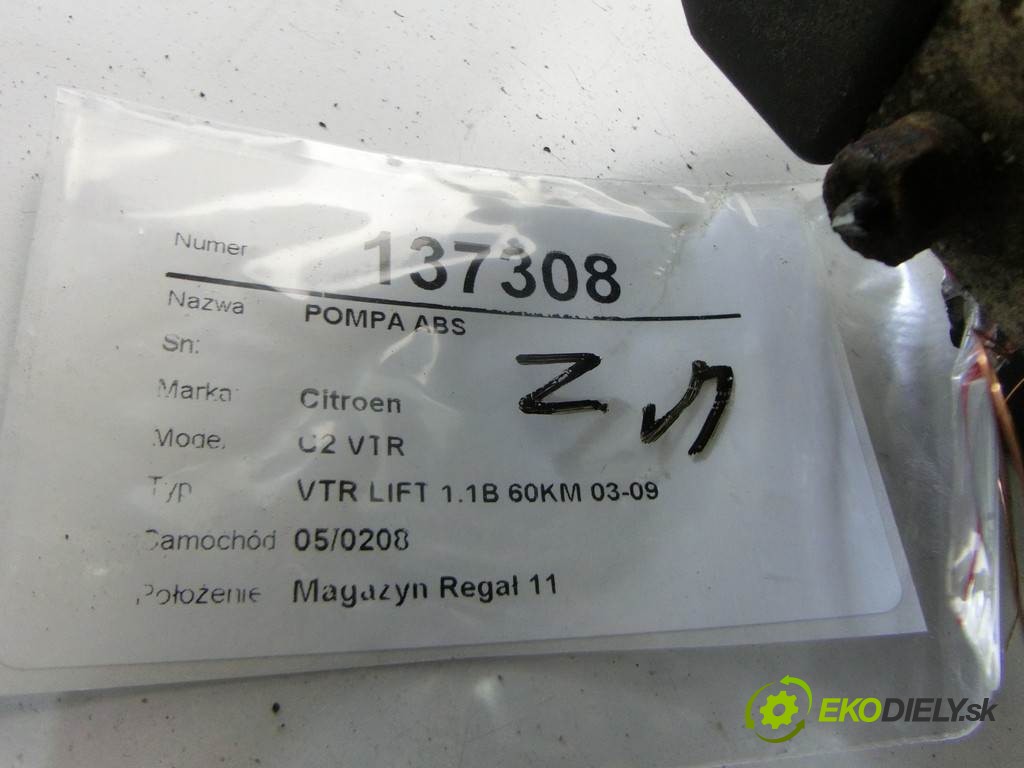 Numer 137308
Nazwa POMPA ABS
Sn:
Marka Citroen
Model C2 VTR
Typ VTR LIFT 1.1B 60KM 03-09
Samochód 05/0208
Położenie Magazyn Regał 11
EKODIELY.sk